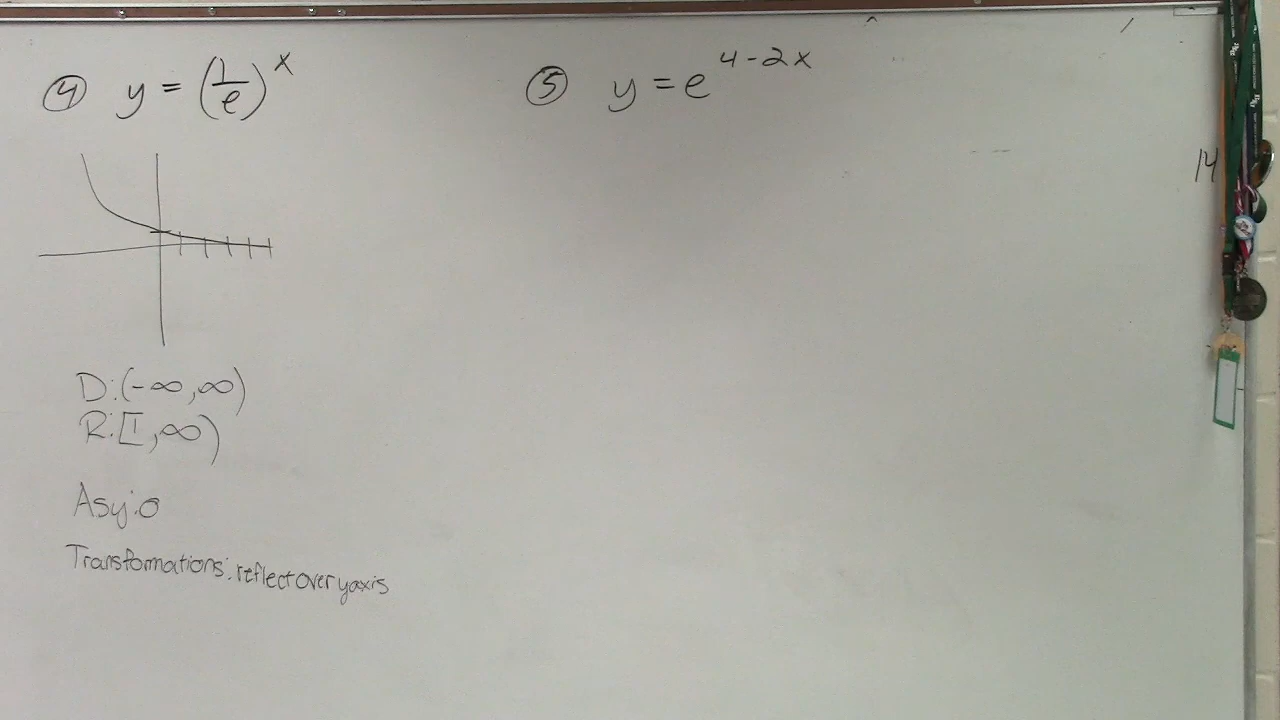 ④ y = (1/e)^x
⑤ y = e^(4-2x)
14
D:(-∞,∞)
R:[1,∞)
Asy:0
Transformations: reflect over y axis